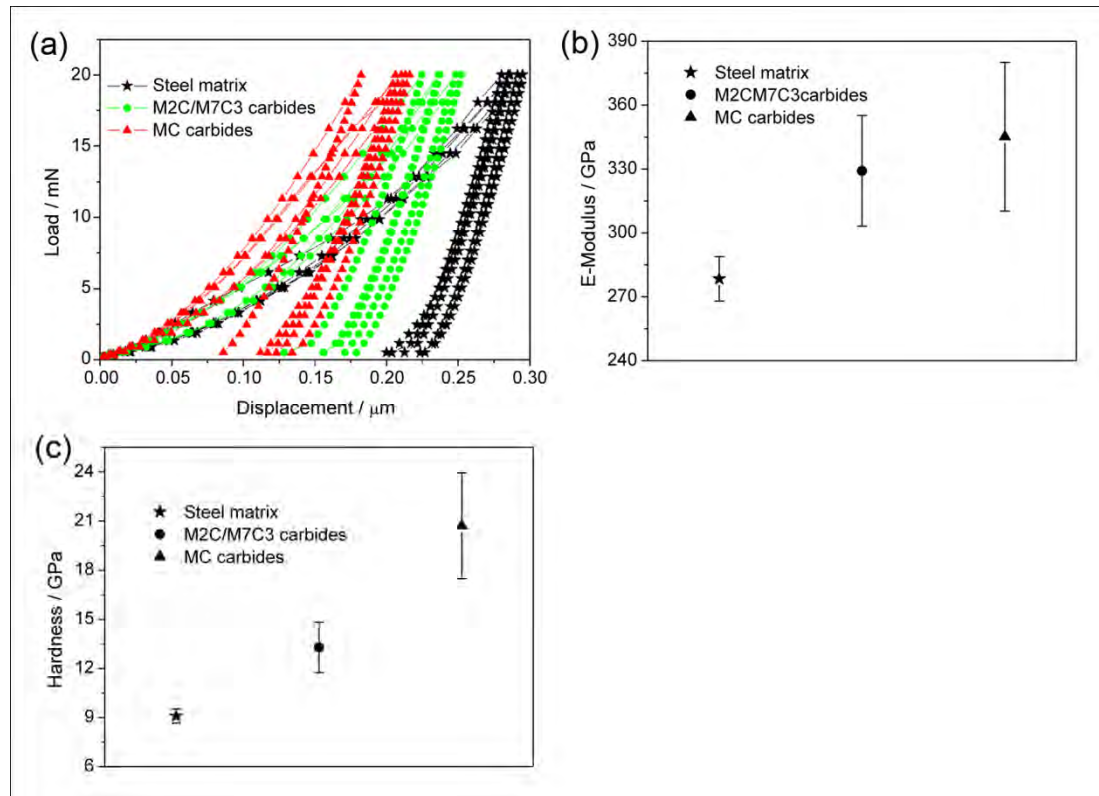 (a)
20
15
10
5
0
Load / mN
Steel matrix
M2C/M7C3 carbides
MC carbides
0.00 0.05 0.10 0.15 0.20 0.25 0.30
Displacement / μm
(b)
390
360
330
300
270
240
E-Modulus / GPa
Steel matrix
M2CM7C3carbides
MC carbides
(c)
24
21
18
15
12
9
6
Hardness / GPa
Steel matrix
M2C/M7C3 carbides
MC carbides